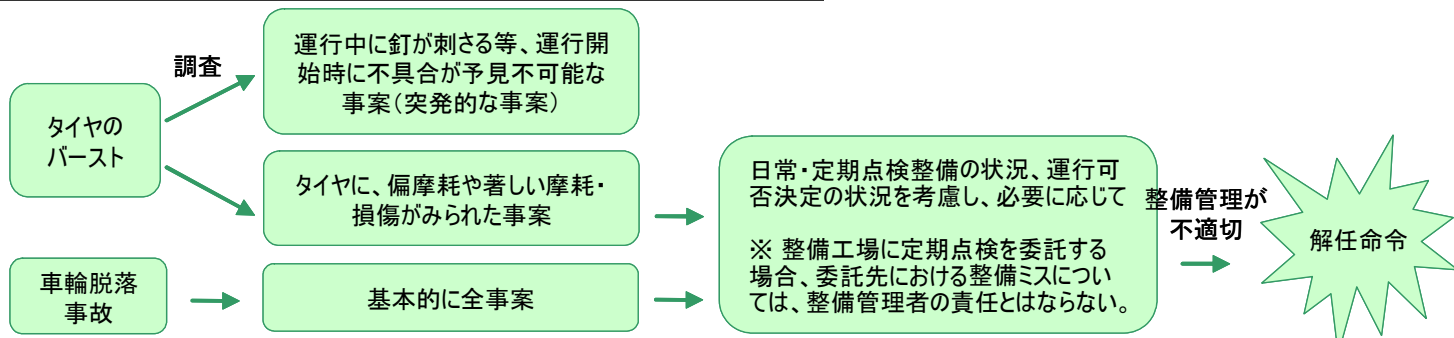 タイヤの
バースト
調査
運行中に釘が刺さる等、運行開
始時に不具合が予見不可能な
事案(突発的な事案)
タイヤに、偏摩耗や著しい摩耗・
損傷がみられた事案
車輪脱落
事故
基本的に全事案
日常・定期点検整備の状況、運行可
否決定の状況を考慮し、必要に応じて
※ 整備工場に定期点検を委託する
場合、委託先における整備ミスについ
ては、整備管理者の責任とはならない。
整備管理が
不適切
解任命令